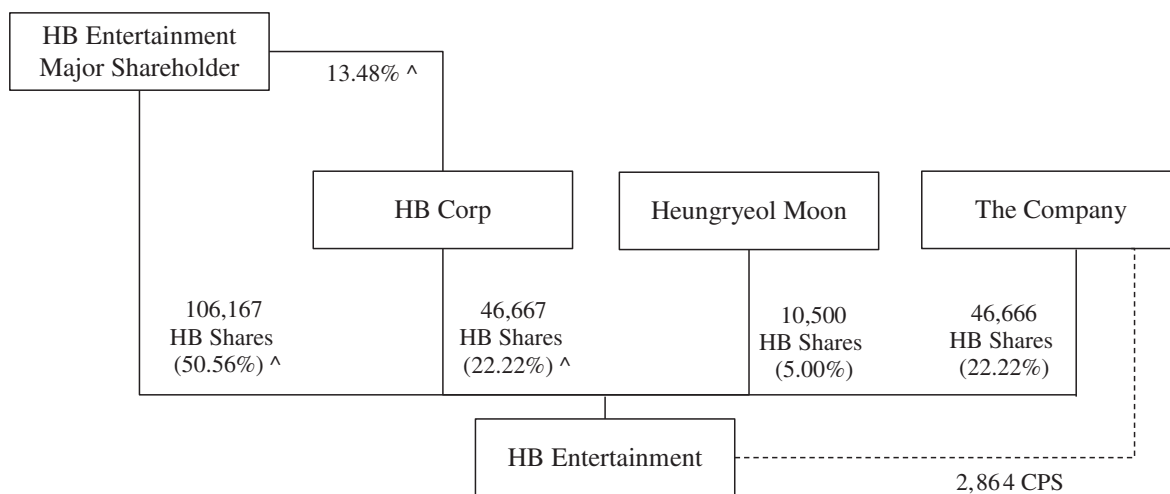 HB Entertainment
Major Shareholder
13.48% ^
HB Corp
Heungryeol Moon
The Company
106,167
HB Shares
(50.56%) ^
46,667
HB Shares
(22.22%) ^
10,500
HB Shares
(5.00%)
46,666
HB Shares
(22.22%)
HB Entertainment
2,864 CPS